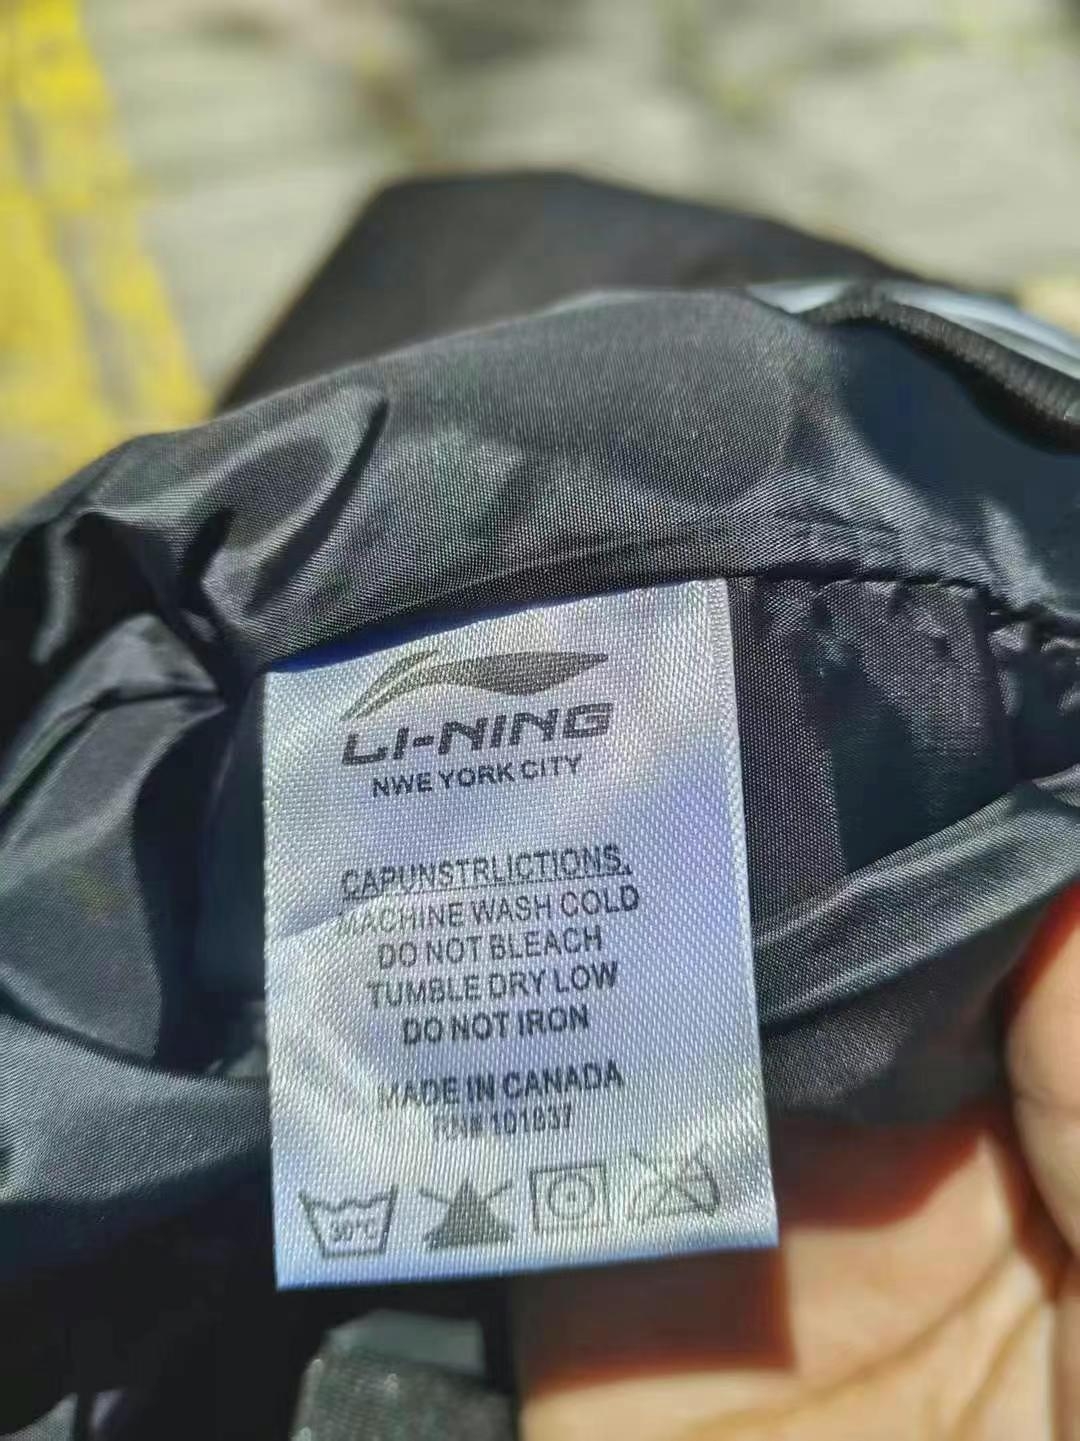 LI-NING
NWE YORK CITY
CAPUNSTRLICTIONS.
MACHINE WASH COLD
DO NOT BLEACH
TUMBLE DRY LOW
DO NOT IRON
MADE IN CANADA
RN# 101837
30°C